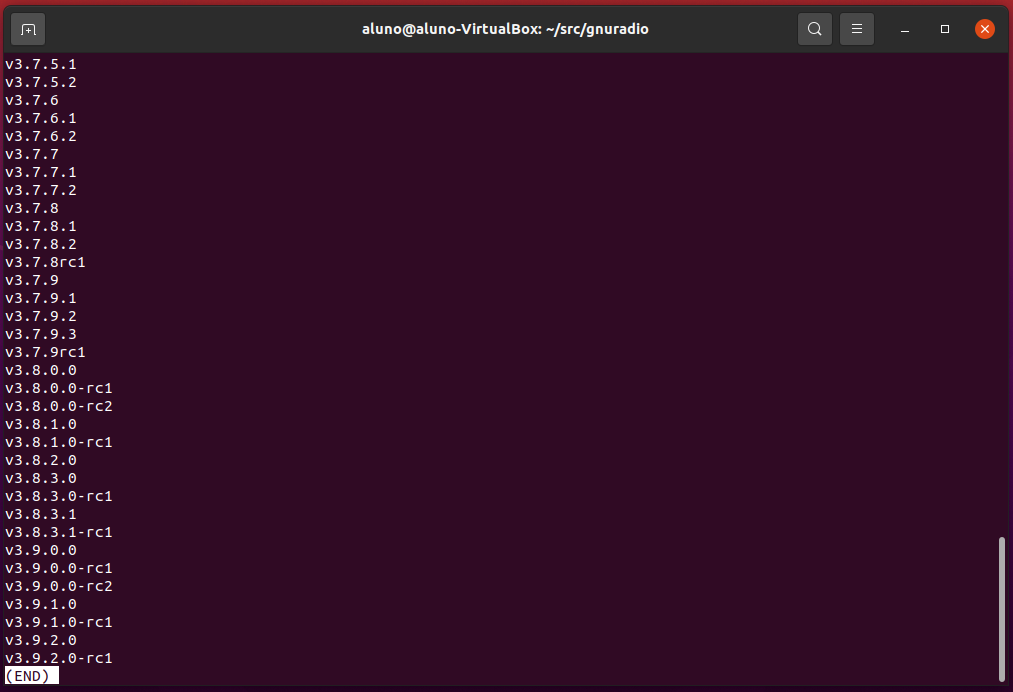 aluno@aluno-VirtualBox: ~/src/gnuradio
v3.7.5.1
v3.7.5.2
v3.7.6
v3.7.6.1
v3.7.6.2
v3.7.7
v3.7.7.1
v3.7.7.2
v3.7.8
v3.7.8.1
v3.7.8.2
v3.7.8rc1
v3.7.9
v3.7.9.1
v3.7.9.2
v3.7.9.3
v3.7.9rc1
v3.8.0.0
v3.8.0.0-rc1
v3.8.0.0-rc2
v3.8.1.0
v3.8.1.0-rc1
v3.8.2.0
v3.8.3.0
v3.8.3.0-rc1
v3.8.3.1
v3.8.3.1-rc1
v3.9.0.0
v3.9.0.0-rc1
v3.9.0.0-rc2
v3.9.1.0
v3.9.1.0-rc1
v3.9.2.0
v3.9.2.0-rc1
(END)